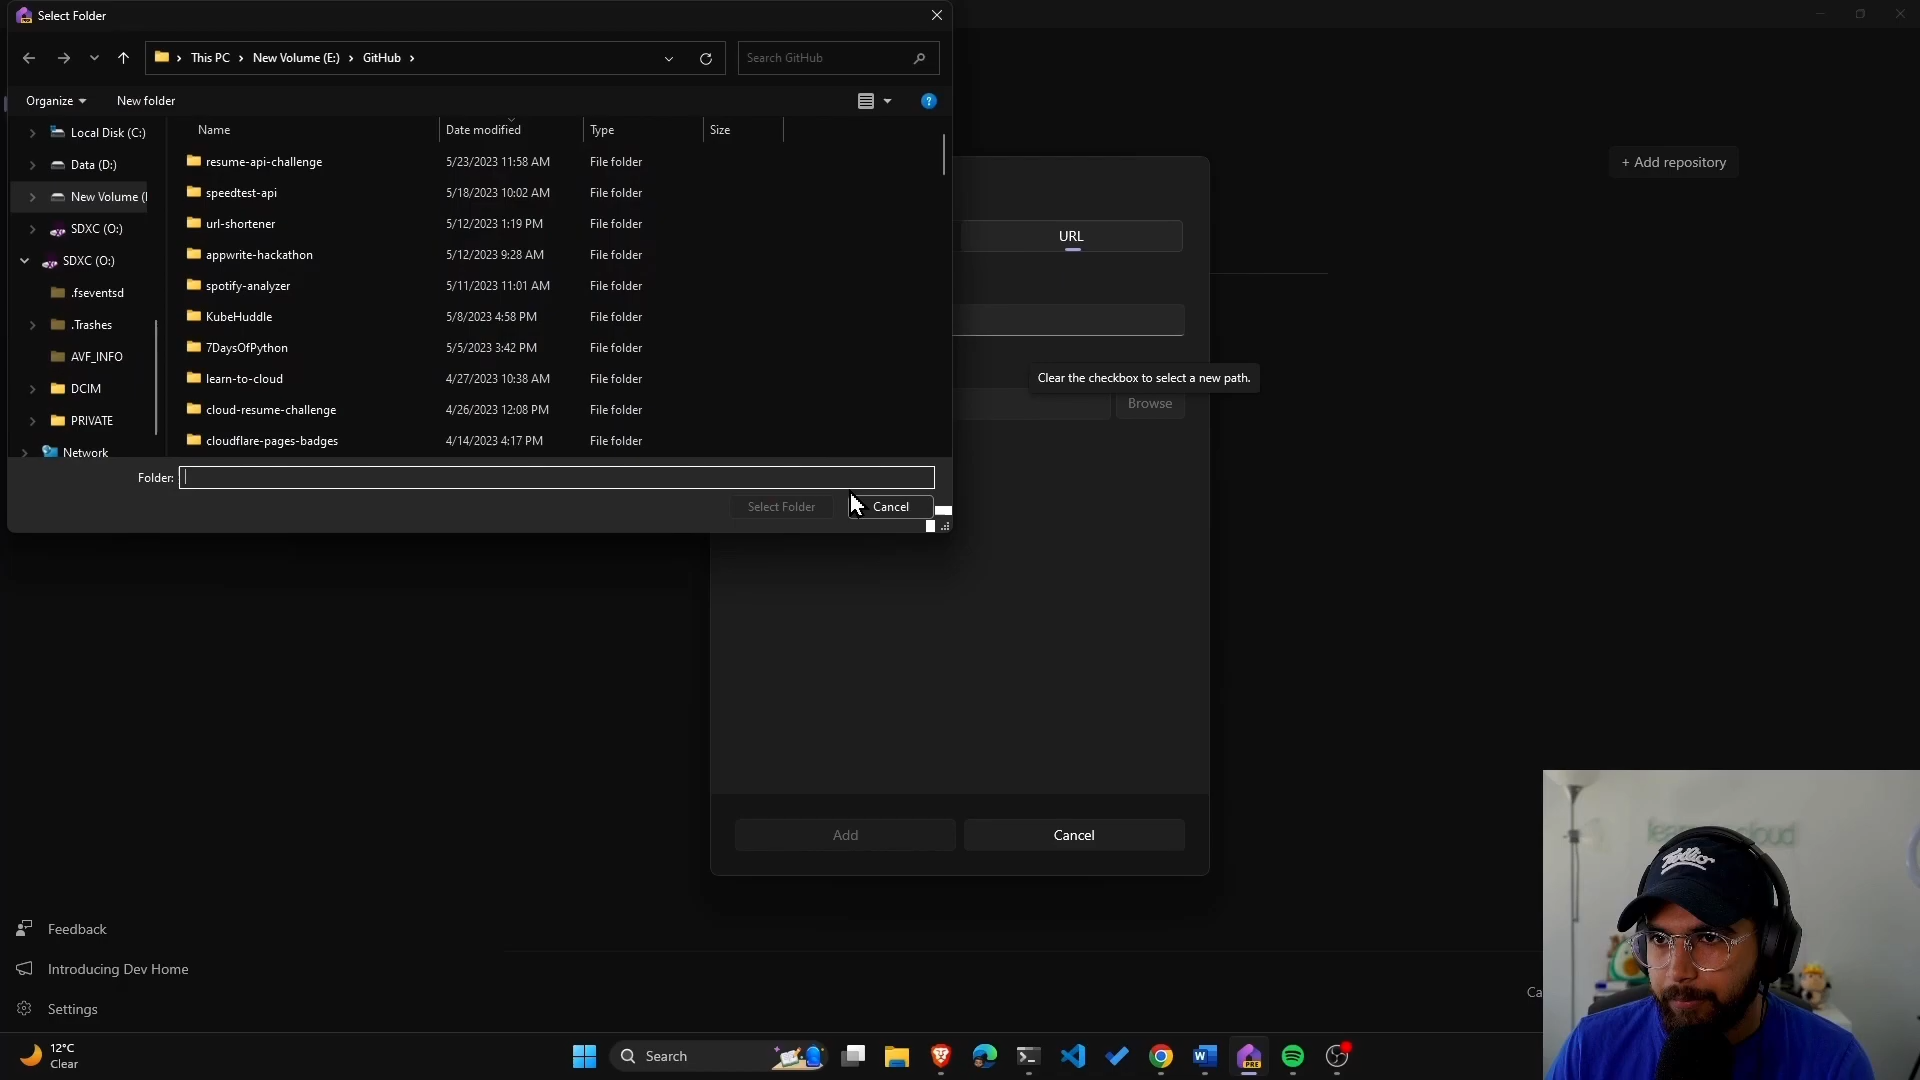 Select Folder
This PC > New Volume (E:) > GitHub >
Search GitHub
Organize
New folder
Local Disk (C:)
Data (D:)
New Volume (
SDXC (O:)
SDXC (O:)
.fseventsd
.Trashes
AVF_INFO
DCIM
PRIVATE
Network
Name Date modified Type Size
resume-api-challenge 5/23/2023 11:58 AM File folder
speedtest-api 5/18/2023 10:02 AM File folder
url-shortener 5/12/2023 1:19 PM File folder
appwrite-hackathon 5/12/2023 9:28 AM File folder
spotify-analyzer 5/11/2023 11:01 AM File folder
KubeHuddle 5/8/2023 4:58 PM File folder
7DaysOfPython 5/5/2023 3:42 PM File folder
learn-to-cloud 4/27/2023 10:38 AM File folder
cloud-resume-challenge 4/26/2023 12:08 PM File folder
cloudflare-pages-badges 4/14/2023 4:17 PM File folder
Folder:
Select Folder
Cancel
+ Add repository
URL
Clear the checkbox to select a new path.
Browse
Add
Cancel
Feedback
Introducing Dev Home
Settings
Ca
12°C
Clear
Search
PRE